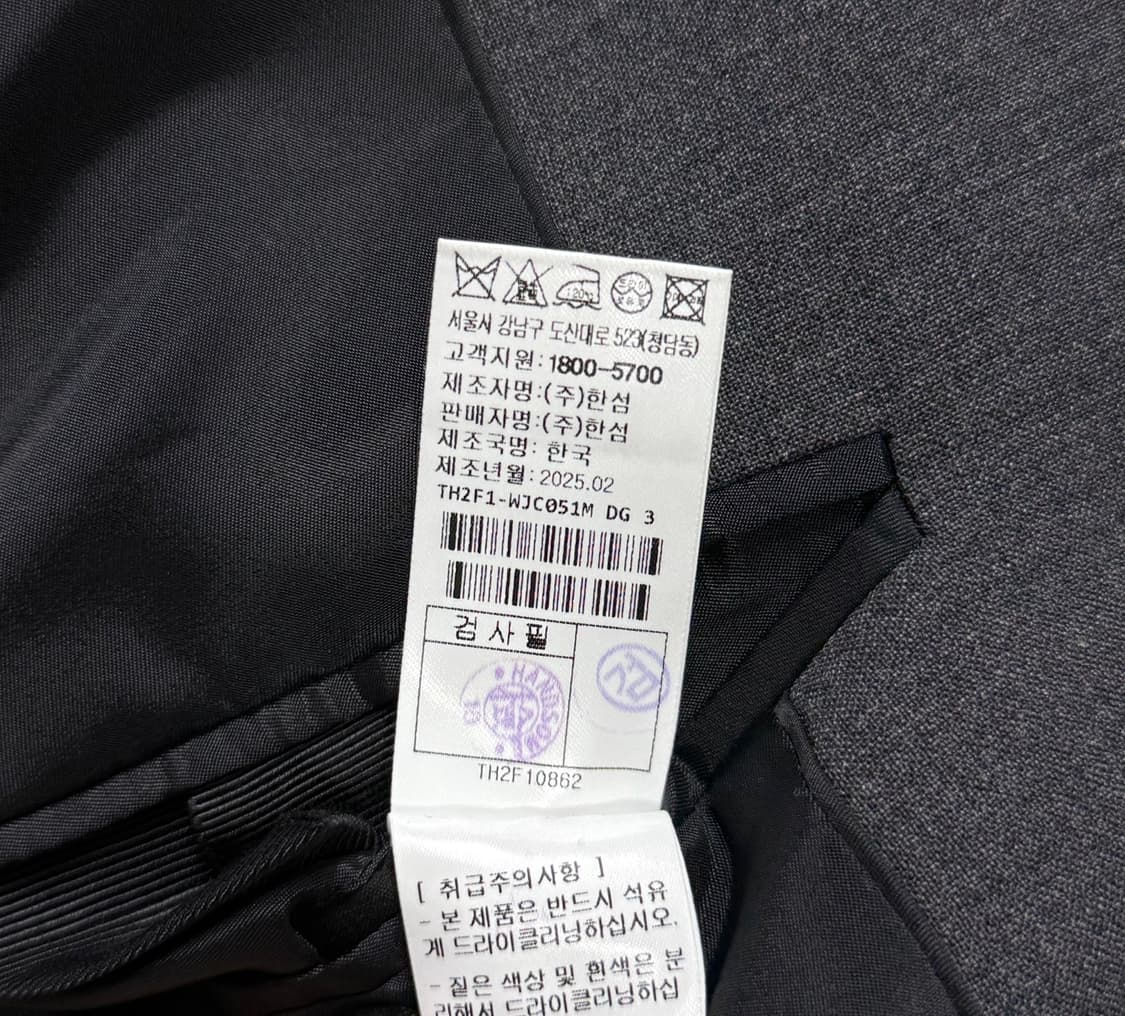 서울시 강남구 도산대로 523(청담동)
고객지원:1800-5700
제조자명:(주)한섬
판매자명:(주)한섬
제조국명: 한국
제조년월:2025.02
TH2F1-WJC051M DG 3
검사필
HANDSOME
검
TH2F10862
[ 취급주의사항 ]
- 본 제품은 반드시 석유
계 드라이클리닝하십시오.
- 짙은 색상 및 흰색은 분
리해서 드라이클리닝하십